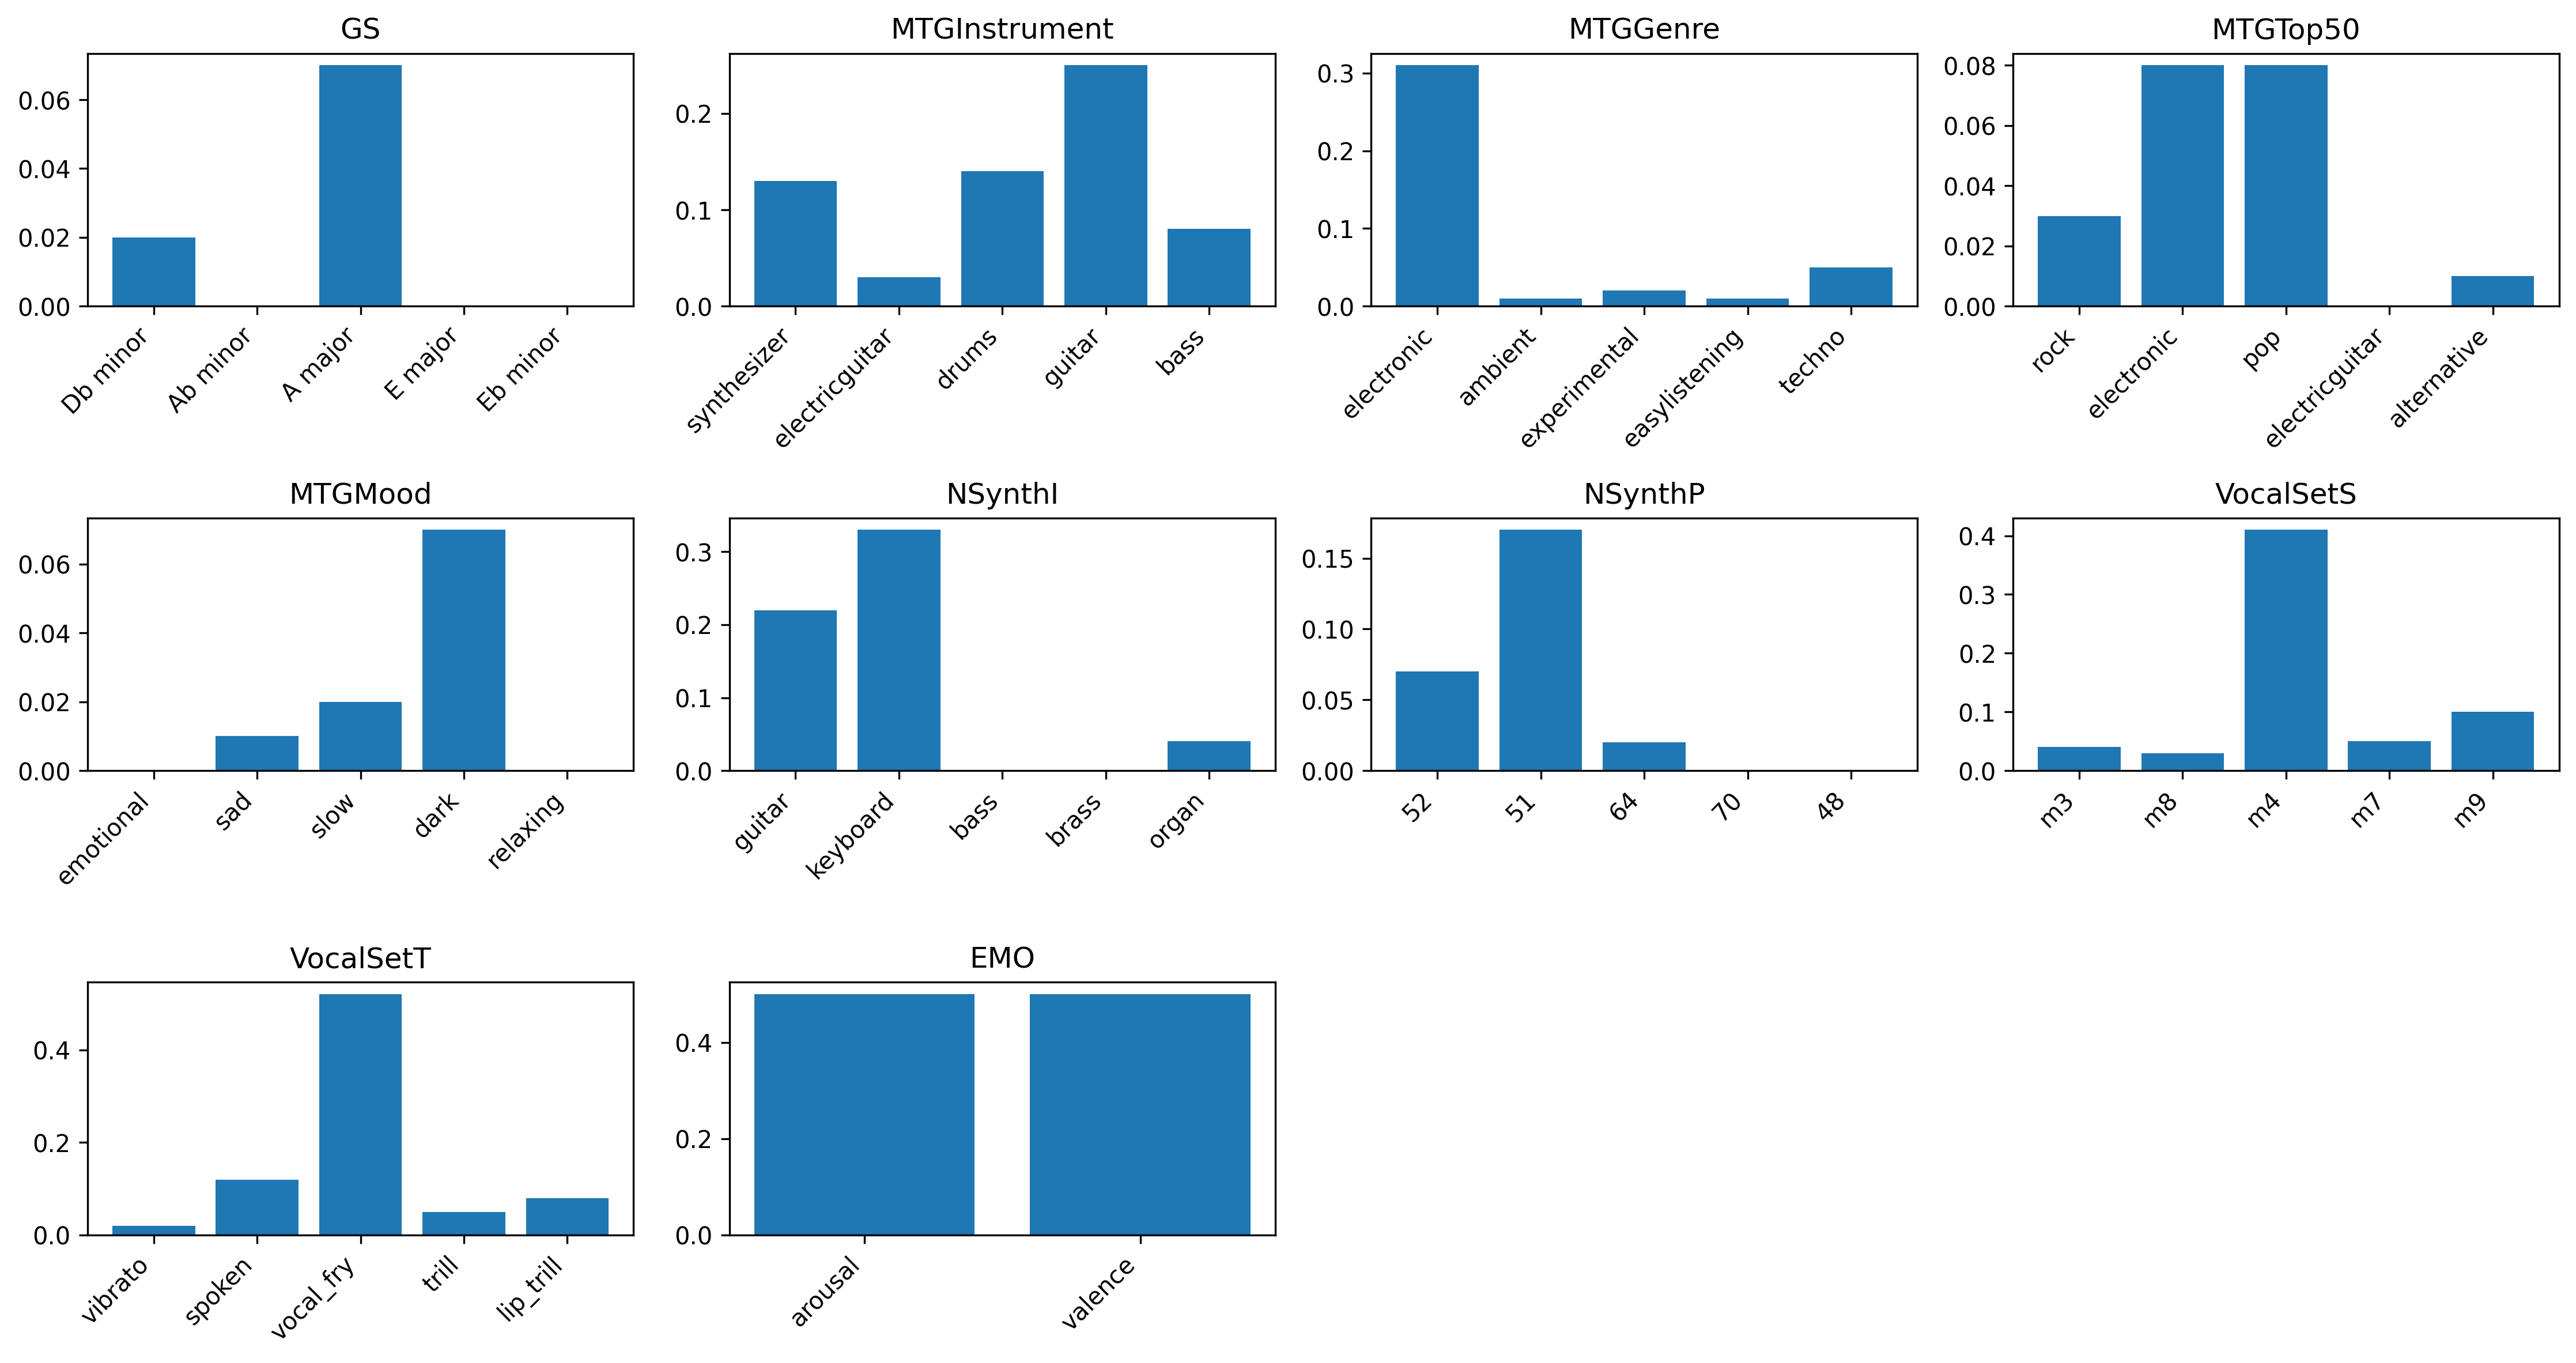 GS
0.06
0.04
0.02
0.00
Db minor
Ab minor
A major
E major
Eb minor
MTGInstrument
0.2
0.1
0.0
synthesizer
electricguitar
drums
guitar
bass
MTGGenre
0.3
0.2
0.1
0.0
electronic
ambient
experimental
easylistening
techno
MTGTop50
0.08
0.06
0.04
0.02
0.00
rock
electronic
pop
electricguitar
alternative
MTGMood
0.06
0.04
0.02
0.00
emotional
sad
slow
dark
relaxing
NSynthI
0.3
0.2
0.1
0.0
guitar
keyboard
bass
brass
organ
NSynthP
0.15
0.10
0.05
0.00
52
51
64
70
48
VocalSetS
0.4
0.3
0.2
0.1
0.0
m3
m8
m4
m7
m9
VocalSetT
0.4
0.2
0.0
vibrato
spoken
vocal_fry
trill
lip_trill
EMO
0.4
0.2
0.0
arousal
valence